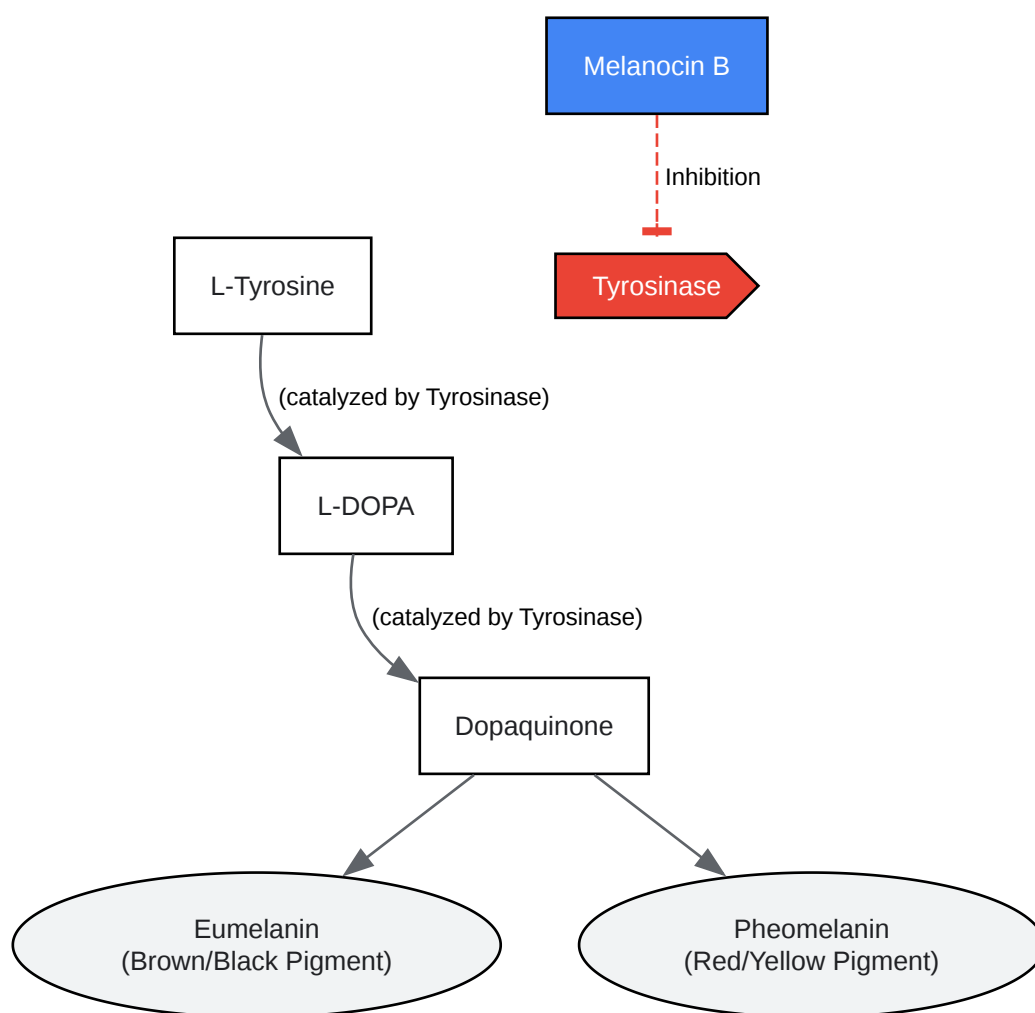 Melanocin B
Inhibition
L-Tyrosine
Tyrosinase
(catalyzed by Tyrosinase)
L-DOPA
(catalyzed by Tyrosinase)
Dopaquinone
Eumelanin
(Brown/Black Pigment)
Pheomelanin
(Red/Yellow Pigment)